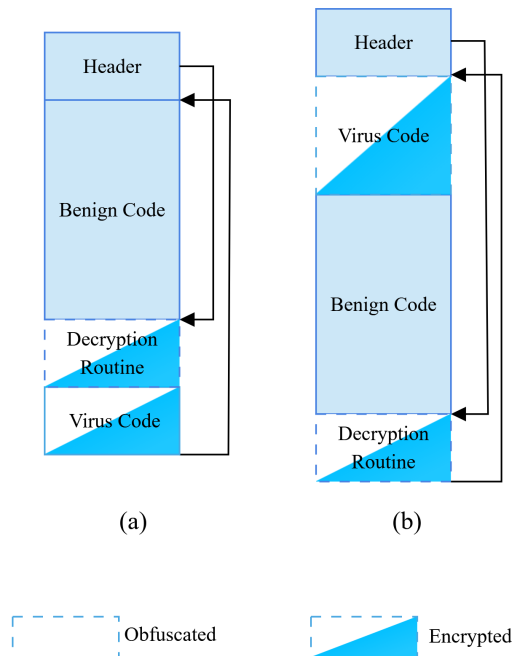 Header
Benign Code
Decryption
Routine
Virus Code
(a)
Header
Virus Code
Benign Code
Decryption
Routine
(b)
Obfuscated
Encrypted